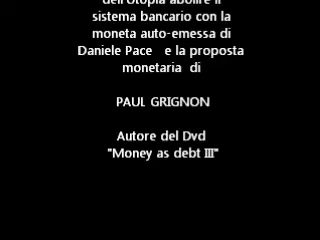 dell'Utopia abolire il
sistema bancario con la
moneta auto-emessa di
Daniele Pace e la proposta
monetaria di
PAUL GRIGNON
Autore del Dvd
"Money as debt III"